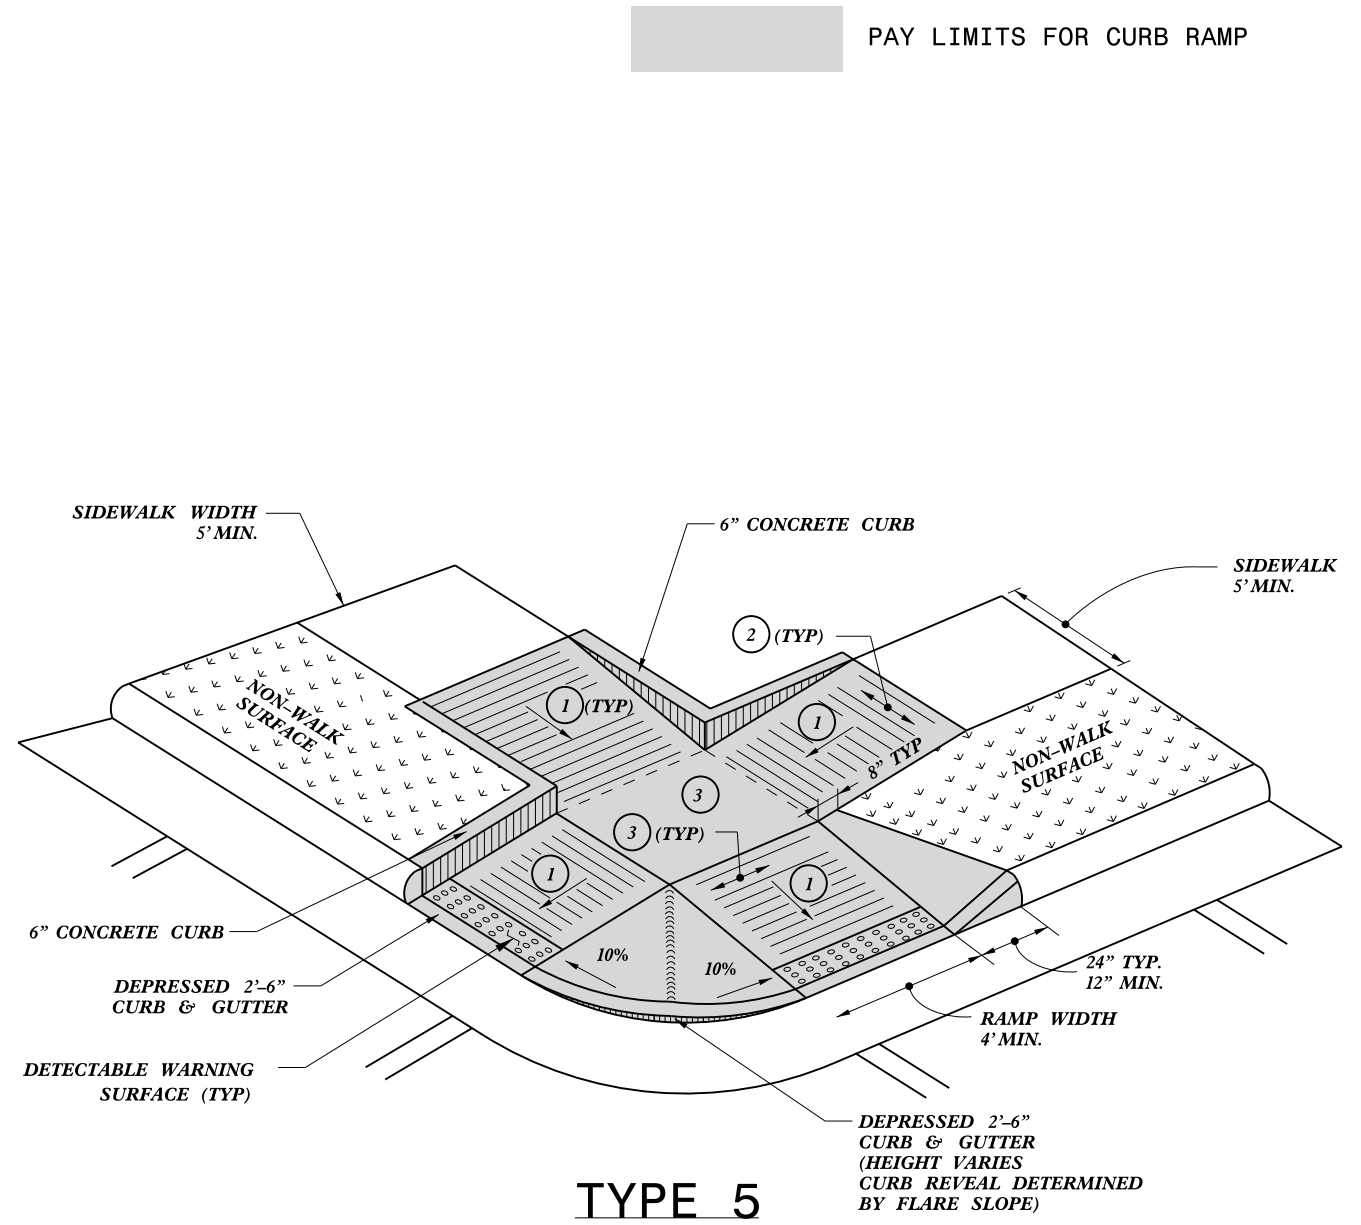 PAY LIMITS FOR CURB RAMP
SIDEWALK WIDTH
5' MIN.
6” CONCRETE CURB
SIDEWALK
5' MIN.
2 (TYP)
NON–WALK
SURFACE
1 (TYP)
1
8” TYP
NON–WALK
SURFACE
3
3 (TYP)
1
1
6” CONCRETE CURB
10%
10%
24” TYP.
12” MIN.
DEPRESSED 2'–6”
CURB & GUTTER
RAMP WIDTH
4' MIN.
DETECTABLE WARNING
SURFACE (TYP)
DEPRESSED 2'–6”
CURB & GUTTER
(HEIGHT VARIES
CURB REVEAL DETERMINED
BY FLARE SLOPE)
TYPE 5